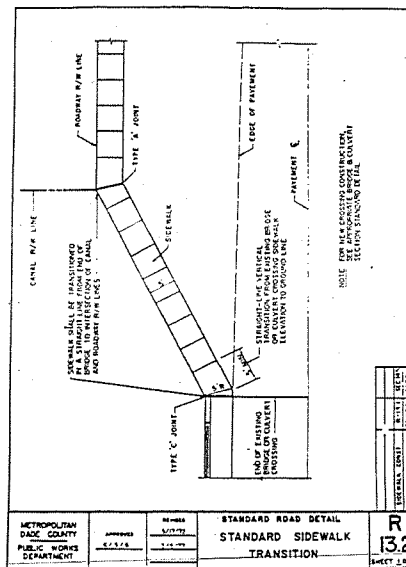 ROADWAY R/W LINE
TYPE "A" JOINT
CANAL R/W LINE
SIDEWALK SHALL BE TRANSITIONED
IN A STRAIGHT LINE FROM END OF
BRIDGE TO INTERSECTION OF CANAL
AND ROADWAY R/W LINES.
SIDEWALK
EDGE OF PAVEMENT
PAVEMENT ℄
STRAIGHT-LINE VERTICAL
TRANSITION FROM EXISTING BRIDGE
OR CULVERT CROSSING SIDEWALK
ELEVATION TO GROUND LINE
NOTE: FOR NEW CROSSING CONSTRUCTION,
SEE APPROPRIATE BRIDGE & CULVERT
SECTION STANDARD DETAIL
TYPE "C" JOINT
END OF EXISTING
BRIDGE OR CULVERT
CROSSING
SIDEWALK CONST
METROPOLITAN
DADE COUNTY
PUBLIC WORKS
DEPARTMENT
APPROVED
REVISED
STANDARD ROAD DETAIL
STANDARD SIDEWALK
TRANSITION
R
13.2